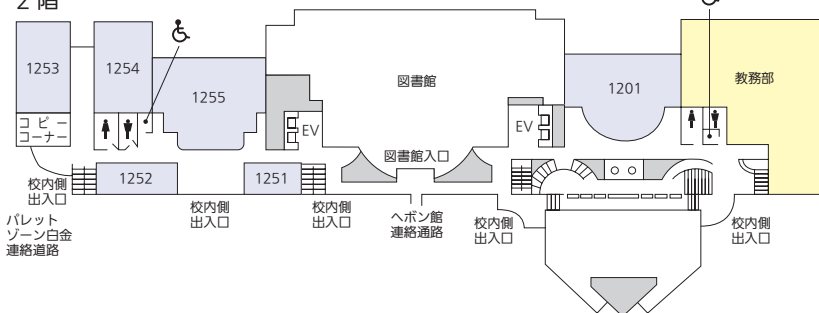 2階
1253
1254
1255
図書館
1201
教務部
コピー
コーナー
EV
EV
図書館入口
1252
1251
校内側
出入口
パレット
ゾーン白金
連絡道路
校内側
出入口
校内側
出入口
ヘボン館
連絡通路
校内側
出入口
校内側
出入口